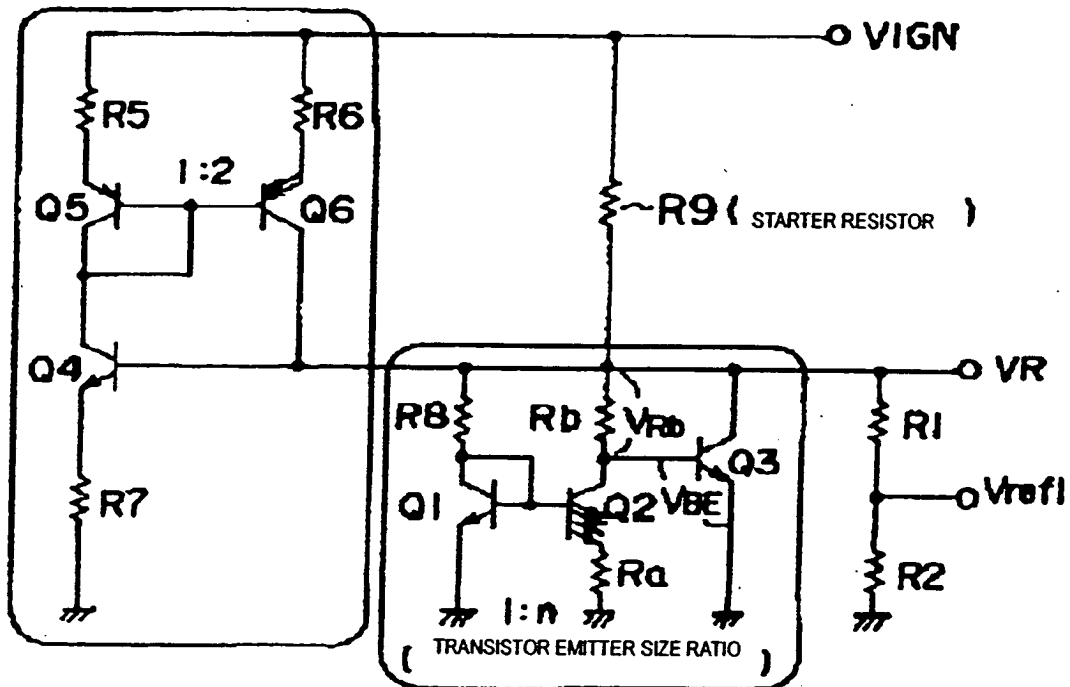 VIGN
R5
R6
1:2
Q5
Q6
R9 ( STARTER RESISTOR )
Q4
VR
R8
Rb
VRb
R1
Q3
R7
Q1
Q2
VBE
Vref1
Ra
R2
1:n
( TRANSISTOR EMITTER SIZE RATIO )